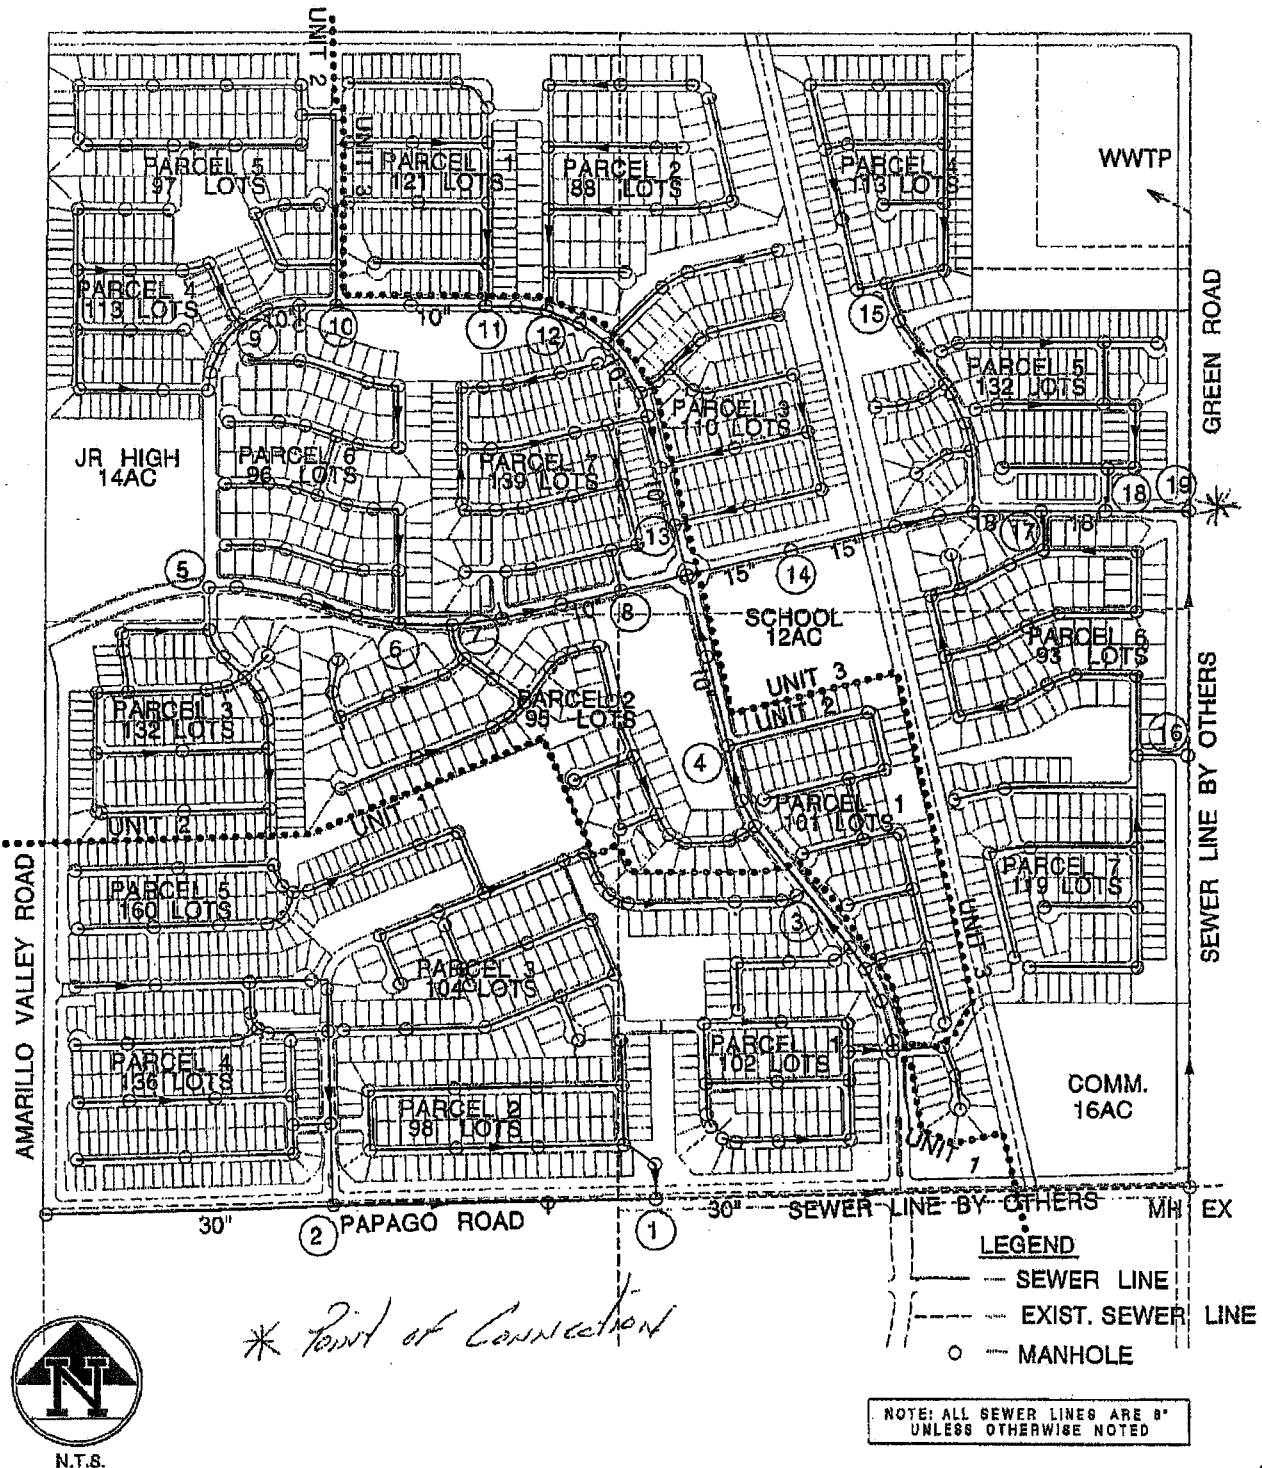 UNIT 2
UNIT 3
PARCEL 5
97 LOTS
PARCEL 1
121 LOTS
PARCEL 2
88 LOTS
PARCEL 4
113 LOTS
WWTP
PARCEL 4
113 LOTS
9
10"
10
10"
11
12
15
GREEN ROAD
PARCEL 5
132 LOTS
PARCEL 3
110 LOTS
JR HIGH
14AC
PARCEL 6
96 LOTS
PARCEL 7
139 LOTS
10"
13
18"
17
18"
18
19
5
15"
14
15"
6
7
10"
8
SCHOOL
12AC
PARCEL 6
93 LOTS
10"
UNIT 3
UNIT 2
PARCEL 3
132 LOTS
PARCEL 2
95 LOTS
4
16
SEWER LINE BY OTHERS
UNIT 2
UNIT 1
PARCEL 1
101 LOTS
AMARILLO VALLEY ROAD
PARCEL 5
160 LOTS
PARCEL 7
119 LOTS
3
UNIT 3
PARCEL 3
104 LOTS
PARCEL 4
136 LOTS
PARCEL 1
102 LOTS
COMM.
16AC
PARCEL 2
98 LOTS
UNIT 1
30"
2
PAPAGO ROAD
1
30"
SEWER LINE BY OTHERS
MH EX
LEGEND
SEWER LINE
EXIST. SEWER LINE
MANHOLE
* Point of Connection
N
N.T.S.
NOTE: ALL SEWER LINES ARE 8"
UNLESS OTHERWISE NOTED